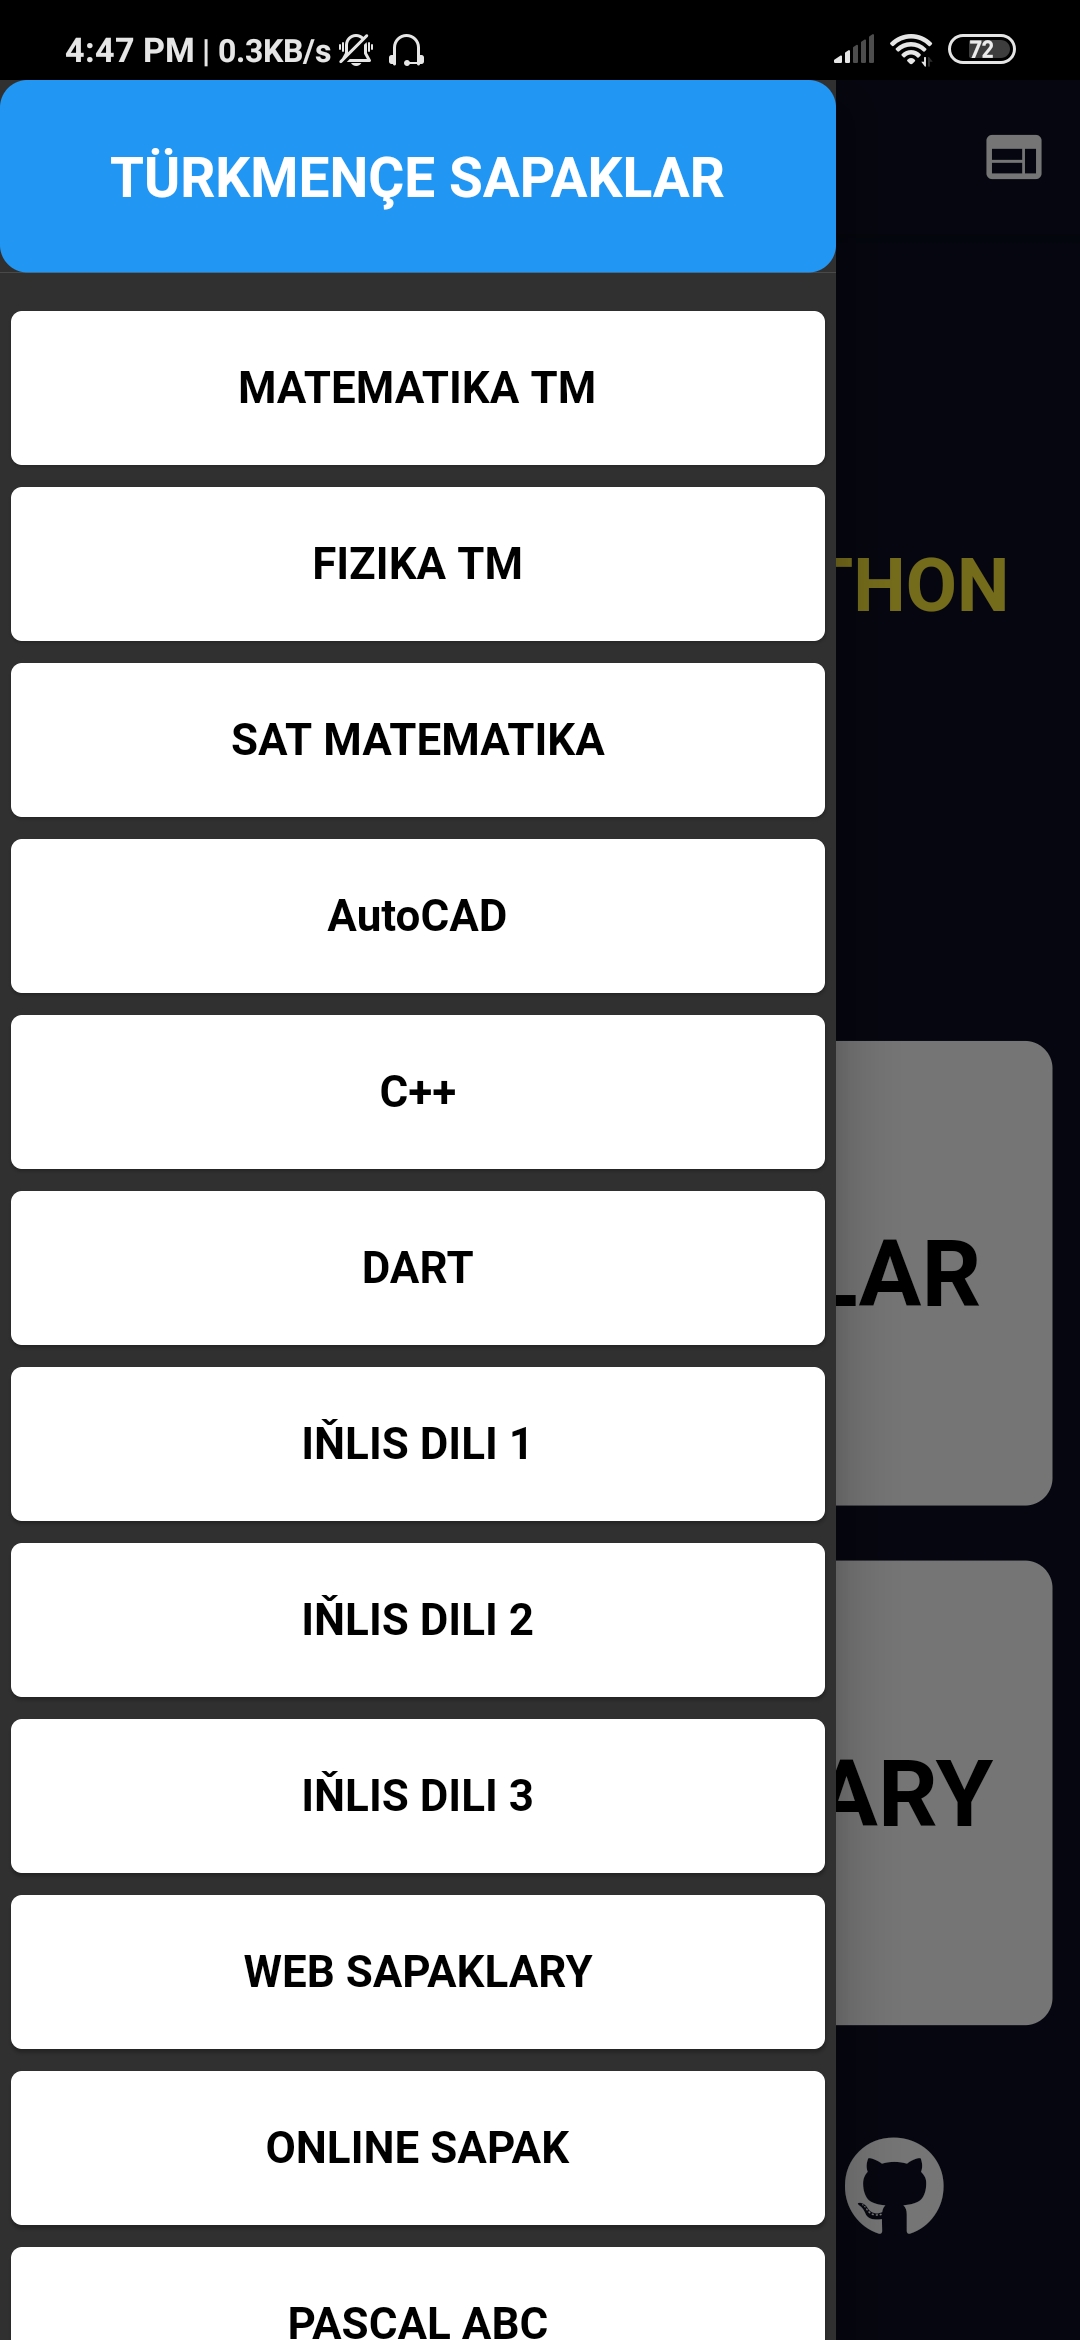 4:47 PM | 0.3KB/s
72
TÜRKMENÇE SAPAKLAR
MATEMATIKA TM
FIZIKA TM
THON
SAT MATEMATIKA
AutoCAD
C++
DART
LAR
IŇLIS DILI 1
IŇLIS DILI 2
IŇLIS DILI 3
ARY
WEB SAPAKLARY
ONLINE SAPAK
PASCAL ABC